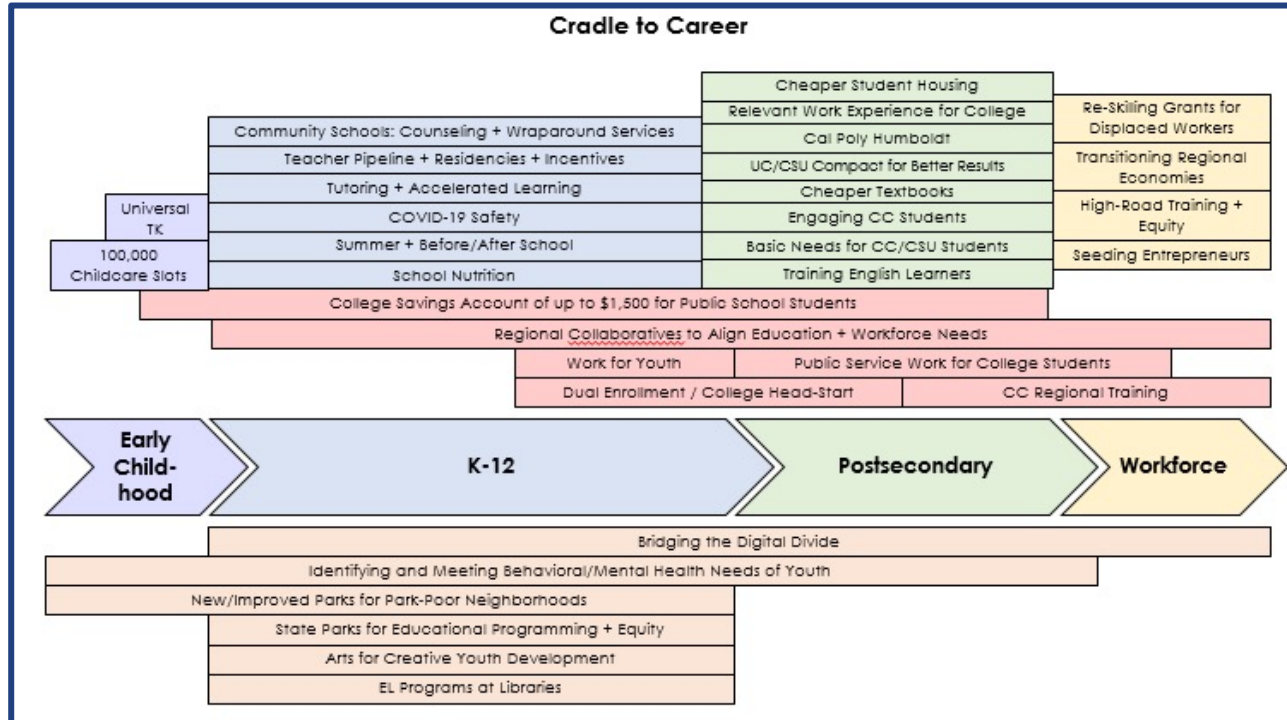 Cradle to Career
Cheaper Student Housing
Relevant Work Experience for College
Cal Poly Humboldt
UC/CSU Compact for Better Results
Cheaper Textbooks
Engaging CC Students
Basic Needs for CC/CSU Students
Training English Learners
Community Schools: Counseling + Wraparound Services
Teacher Pipeline + Residencies + Incentives
Tutoring + Accelerated Learning
COVID-19 Safety
Summer + Before/After School
School Nutrition
Re-Skilling Grants for
Displaced Workers
Transitioning Regional
Economies
High-Road Training +
Equity
Seeding Entrepreneurs
Universal
TK
100,000
Childcare Slots
College Savings Account of up to $1,500 for Public School Students
Regional Collaboratives to Align Education + Workforce Needs
Work for Youth
Public Service Work for College Students
Dual Enrollment / College Head-Start
CC Regional Training
Early
Child-
hood
K-12
Postsecondary
Workforce
Bridging the Digital Divide
Identifying and Meeting Behavioral/Mental Health Needs of Youth
New/Improved Parks for Park-Poor Neighborhoods
State Parks for Educational Programming + Equity
Arts for Creative Youth Development
EL Programs at Libraries